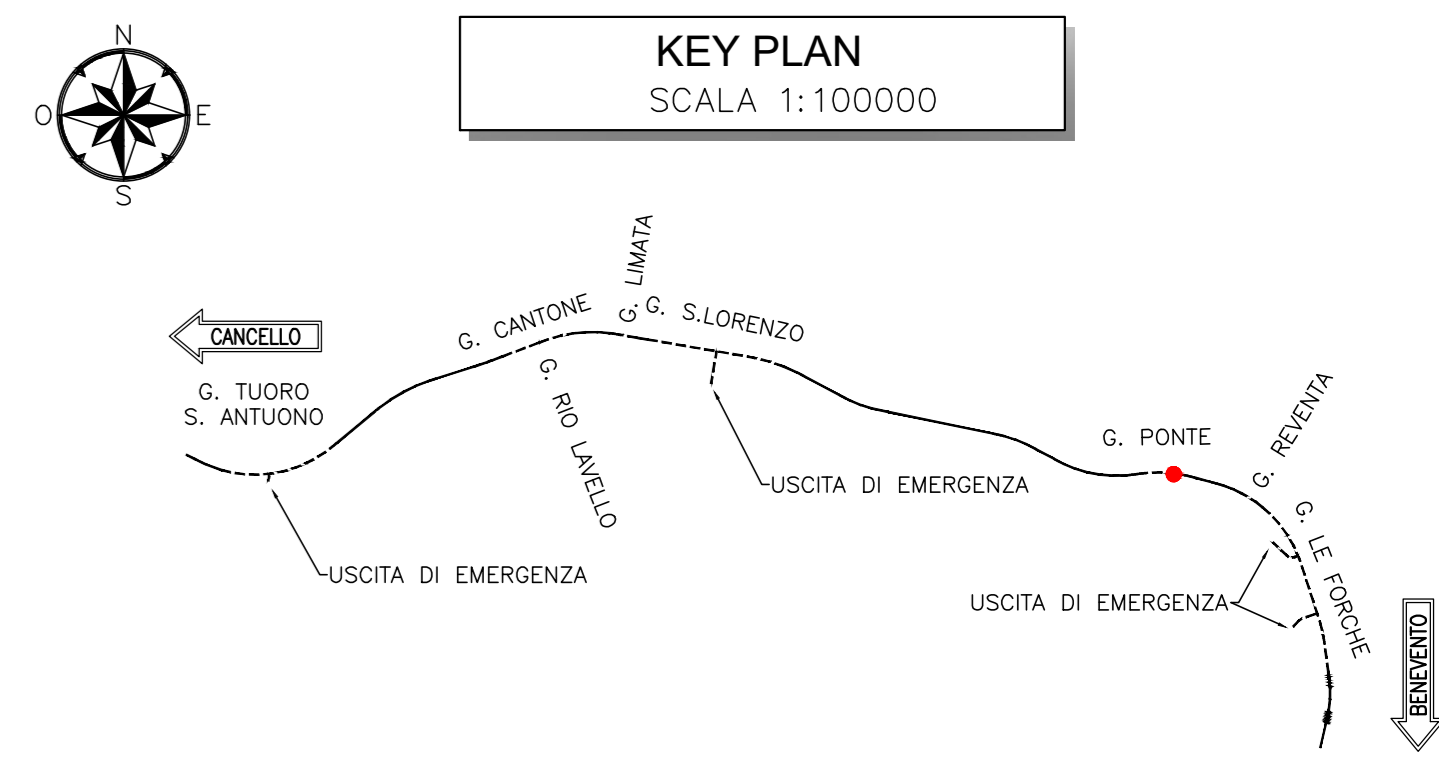 N
O
E
S
KEY PLAN
SCALA 1:100000
CANCELLO
G. TUORO
S. ANTUONO
G. CANTONE
G. LIMATA
G. S.LORENZO
G. RIO LAVELLO
USCITA DI EMERGENZA
USCITA DI EMERGENZA
G. PONTE
G. REVENTA
G. LE FORCHE
USCITA DI EMERGENZA
BENEVENTO